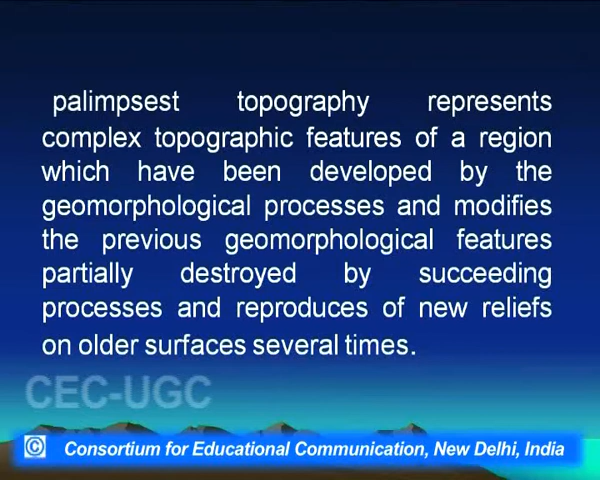 palimpsest topography represents
complex topographic features of a region
which have been developed by the
geomorphological processes and modifies
the previous geomorphological features
partially destroyed by succeeding
processes and reproduces of new reliefs
on older surfaces several times.
CEC-UGC
© Consortium for Educational Communication, New Delhi, India